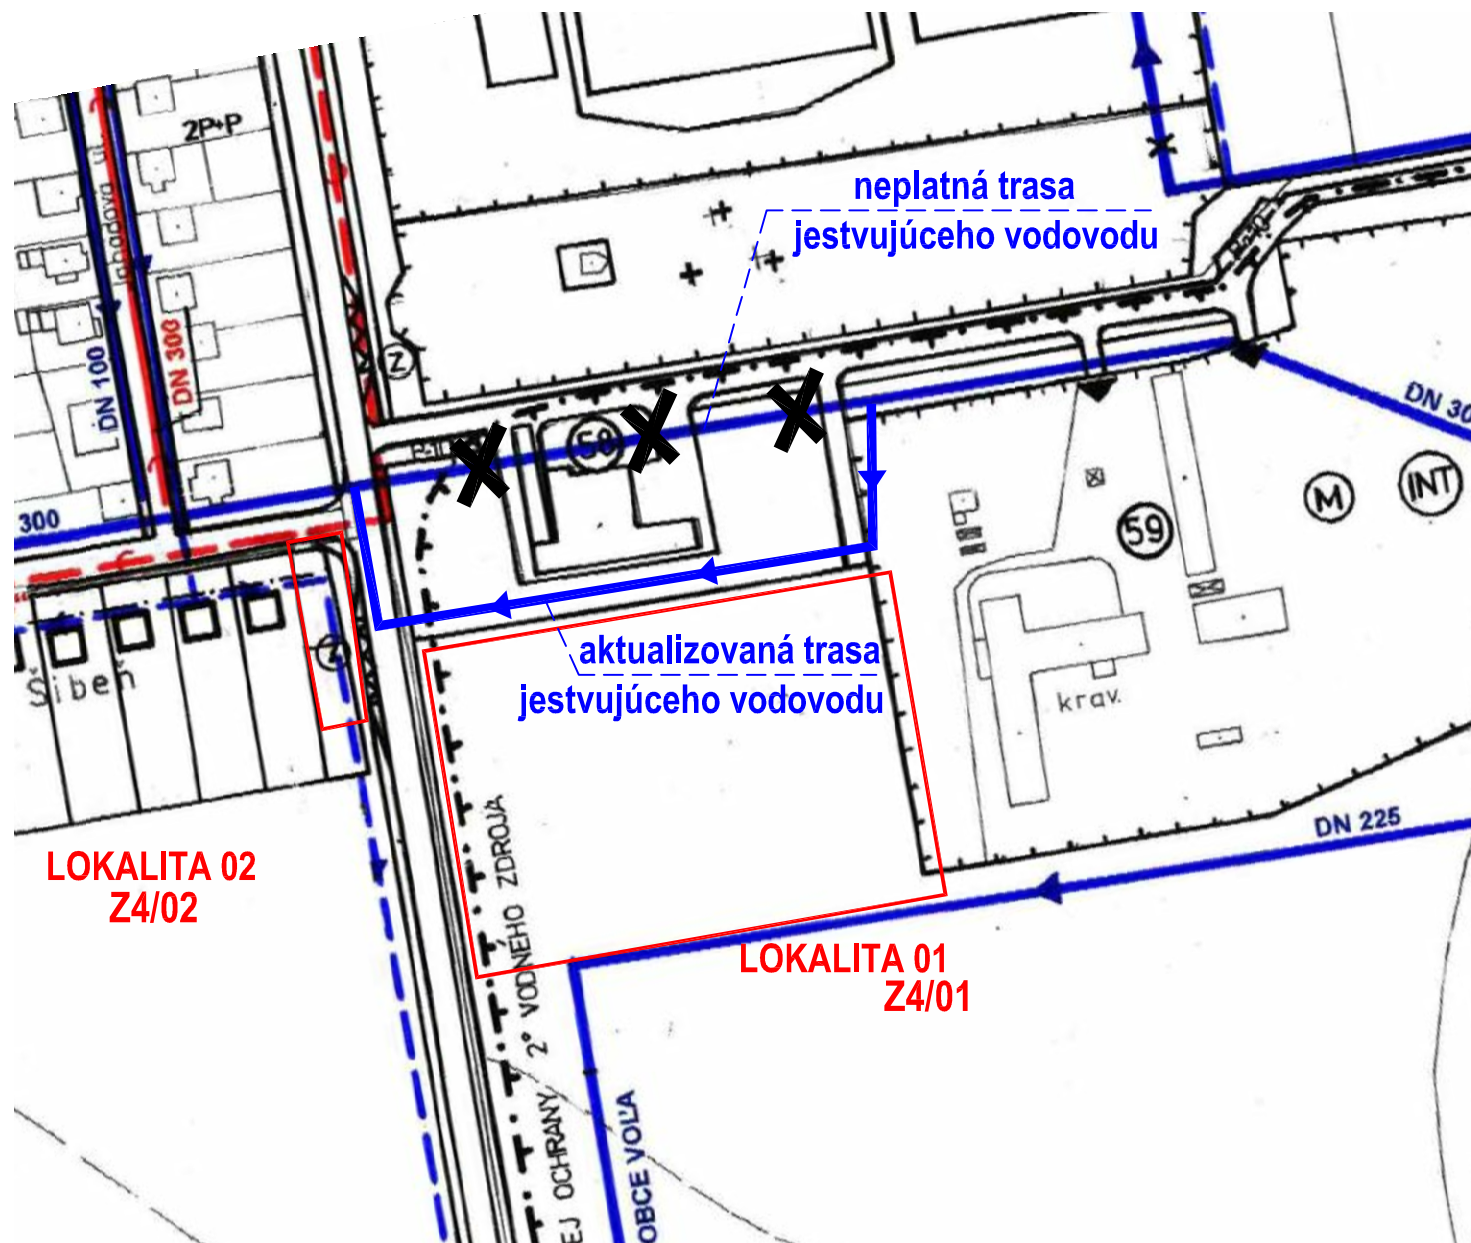 2P+P
neplatná trasa
jestvujúceho vodovodu
Z
DN 100
DN 300
DN 30
58
59
M
INT
300
aktualizovaná trasa
jestvujúceho vodovodu
Z
Šibeň
krav.
DN 225
LOKALITA 02
Z4/02
LOKALITA 01
Z4/01
EJ OCHRANY 2° VODNÉHO ZDROJA
OBCE VOĽA